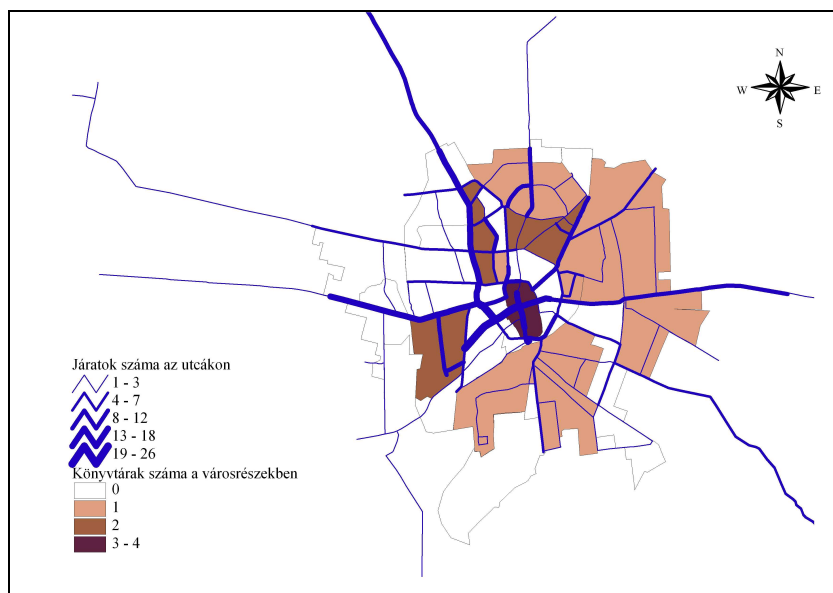 N
W E
S
Járatok száma az utcákon
1 - 3
4 - 7
8 - 12
13 - 18
19 - 26
Könyvtárak száma a városrészekben
0
1
2
3 - 4